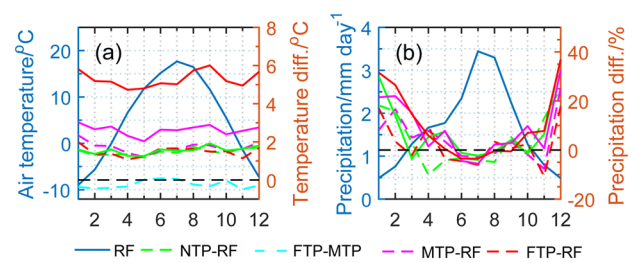 (a)
Air temperature/⁰C
20
10
0
-10
Temperature diff./⁰C
8
6
4
2
0
2 4 6 8 10 12
(b)
Precipitation/mm day⁻¹
4
3
2
1
0
Precipitation diff./%
40
20
0
-20
2 4 6 8 10 12
RF NTP-RF FTP-MTP MTP-RF FTP-RF